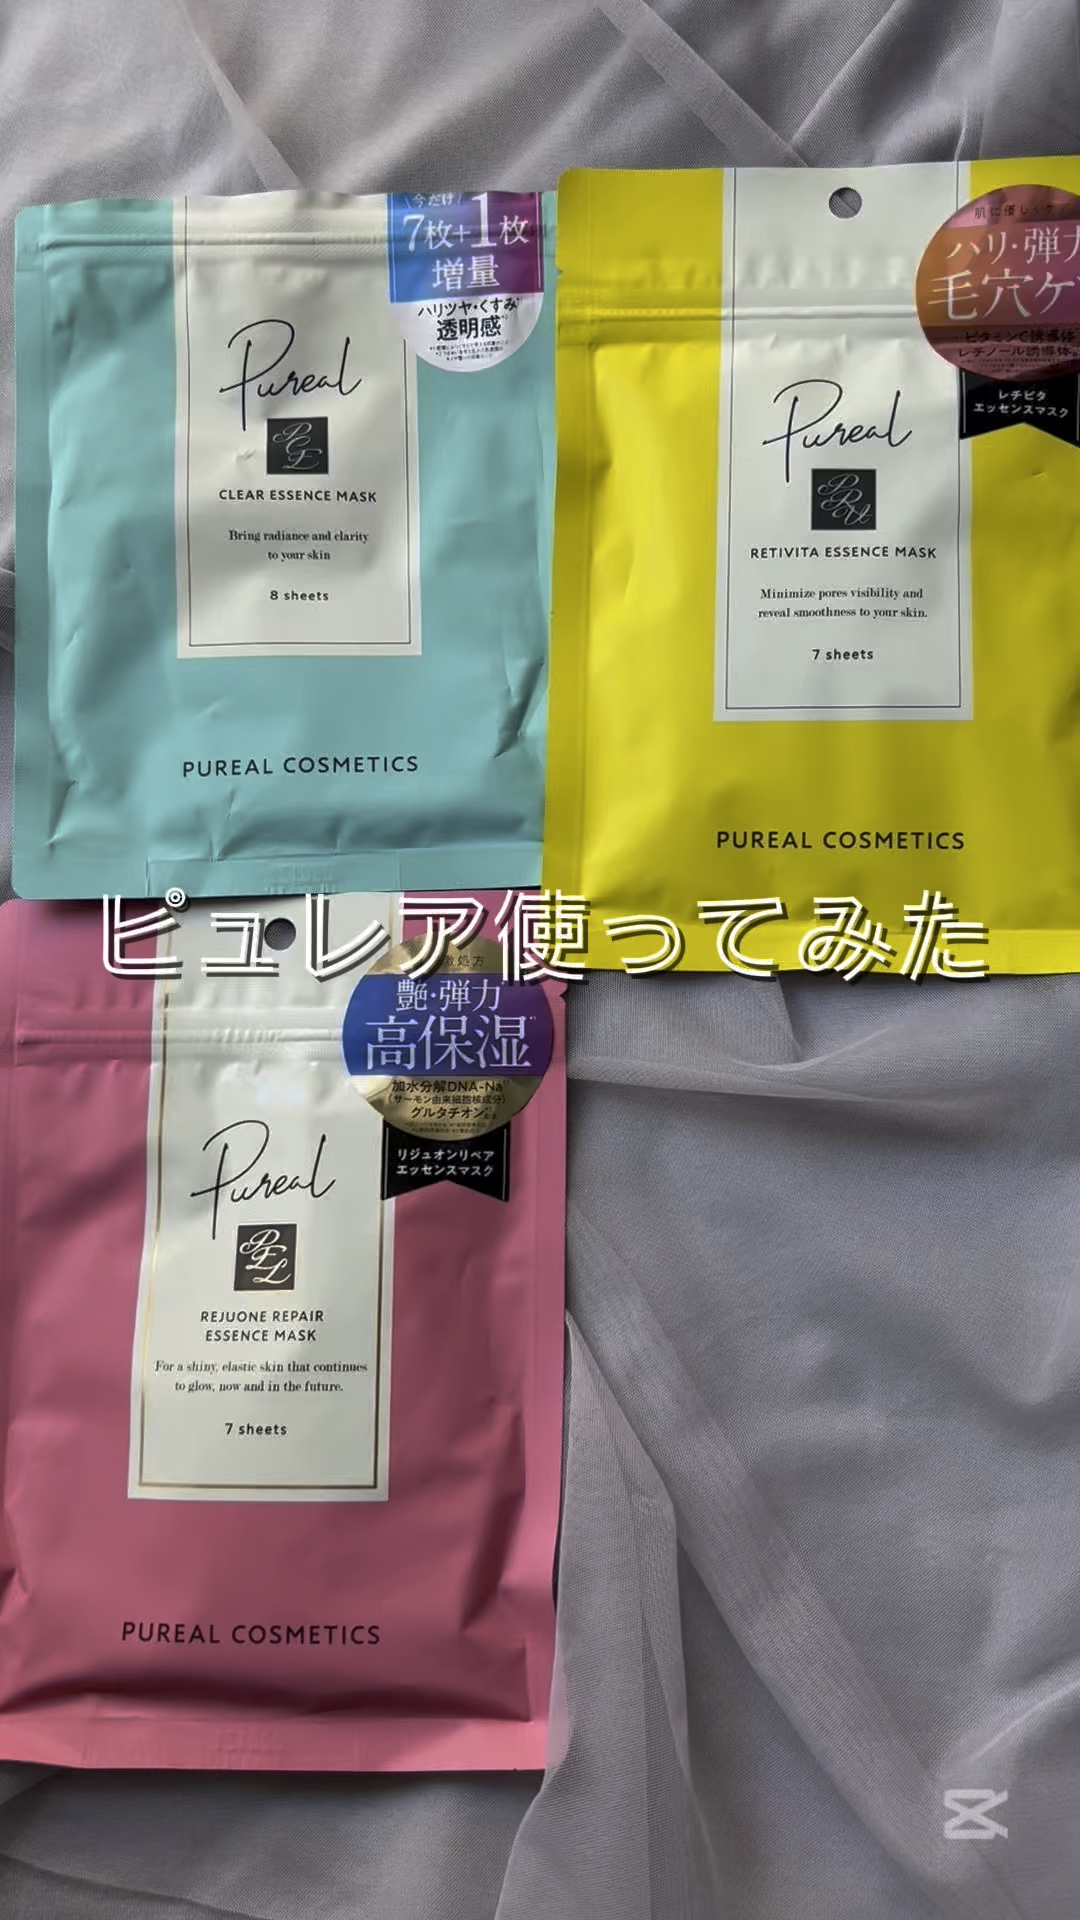 今だけ
7枚+1枚
増量
ハリツヤ・くすみ
透明感
Pureal
PCE
CLEAR ESSENCE MASK
Bring radiance and clarity
to your skin
8 sheets
PUREAL COSMETICS
肌に優しく
ハリ・弾力
毛穴ケ
ビタミンC誘導体
レチノール誘導体
レチビタ
エッセンスマスク
Pureal
PRV
RETIVITA ESSENCE MASK
Minimize pores visibility and
reveal smoothness to your skin.
7 sheets
PUREAL COSMETICS
ピュレア使ってみた
処方
艶・弾力
高保湿
加水分解DNA-Na
(サーモン由来細胞核成分)
グルタチオン
リジュオンリペア
エッセンスマスク
Pureal
REJUONE REPAIR
ESSENCE MASK
For a shiny, elastic skin that continues
to glow, now and in the future.
7 sheets
PUREAL COSMETICS